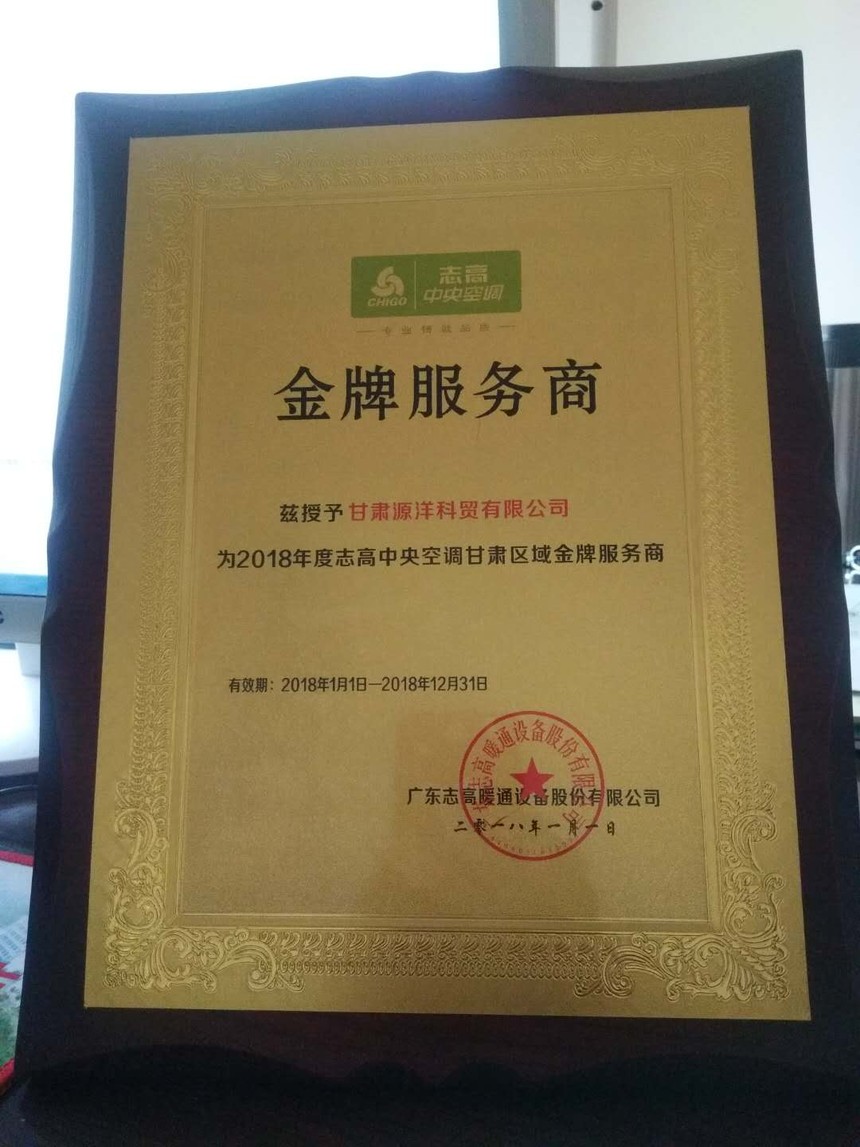 志高
CHIGO 中央空调
金牌服务商
兹授予 甘肃源洋科贸有限公司
为2018年度志高中央空调甘肃区域金牌服务商
有效期：2018年1月1日—2018年12月31日
广东志高暖通设备股份有限公司
二零一八年一月一日